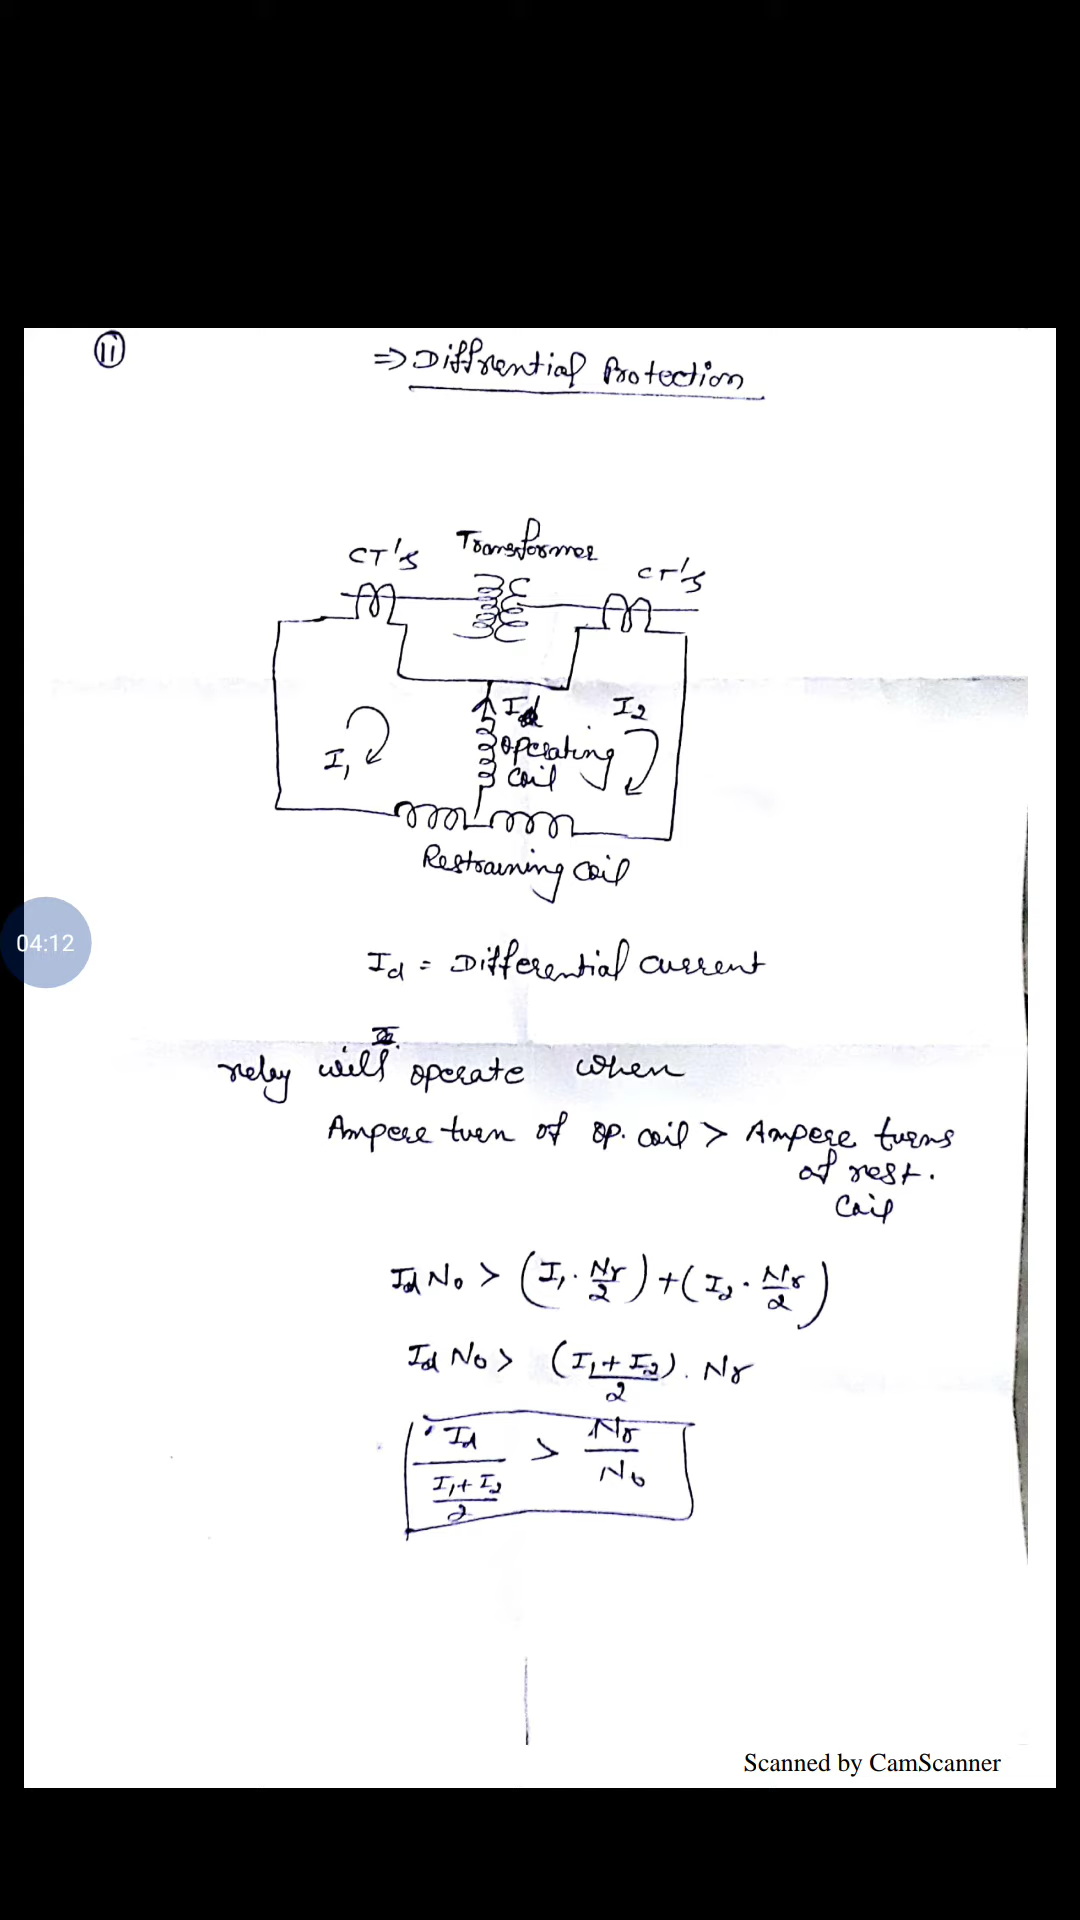 11
⇒ Diffrential Protection
CT's Transformer CT's
Id I2
I1 operating
coil
Restraining coil
04:12
Id = Differential current
relay will operate when
Ampere turn of op. coil > Ampere turns
of rest.
coil
Id No > (I1 · Nr/2) + (I2 · Nr/2)
Id No > (I1 + I2)/2 . Nr
Id / ((I1 + I2)/2) > Nr/No
Scanned by CamScanner